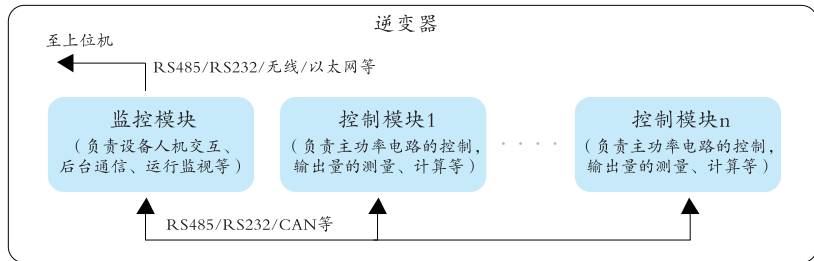 逆变器
至上位机
RS485/RS232/无线/以太网等
监控模块
（负责设备人机交互、
后台通信、运行监视等）
控制模块1
（负责主功率电路的控制，
输出量的测量、计算等）
· · · ·
控制模块n
（负责主功率电路的控制，
输出量的测量、计算等）
RS485/RS232/CAN等